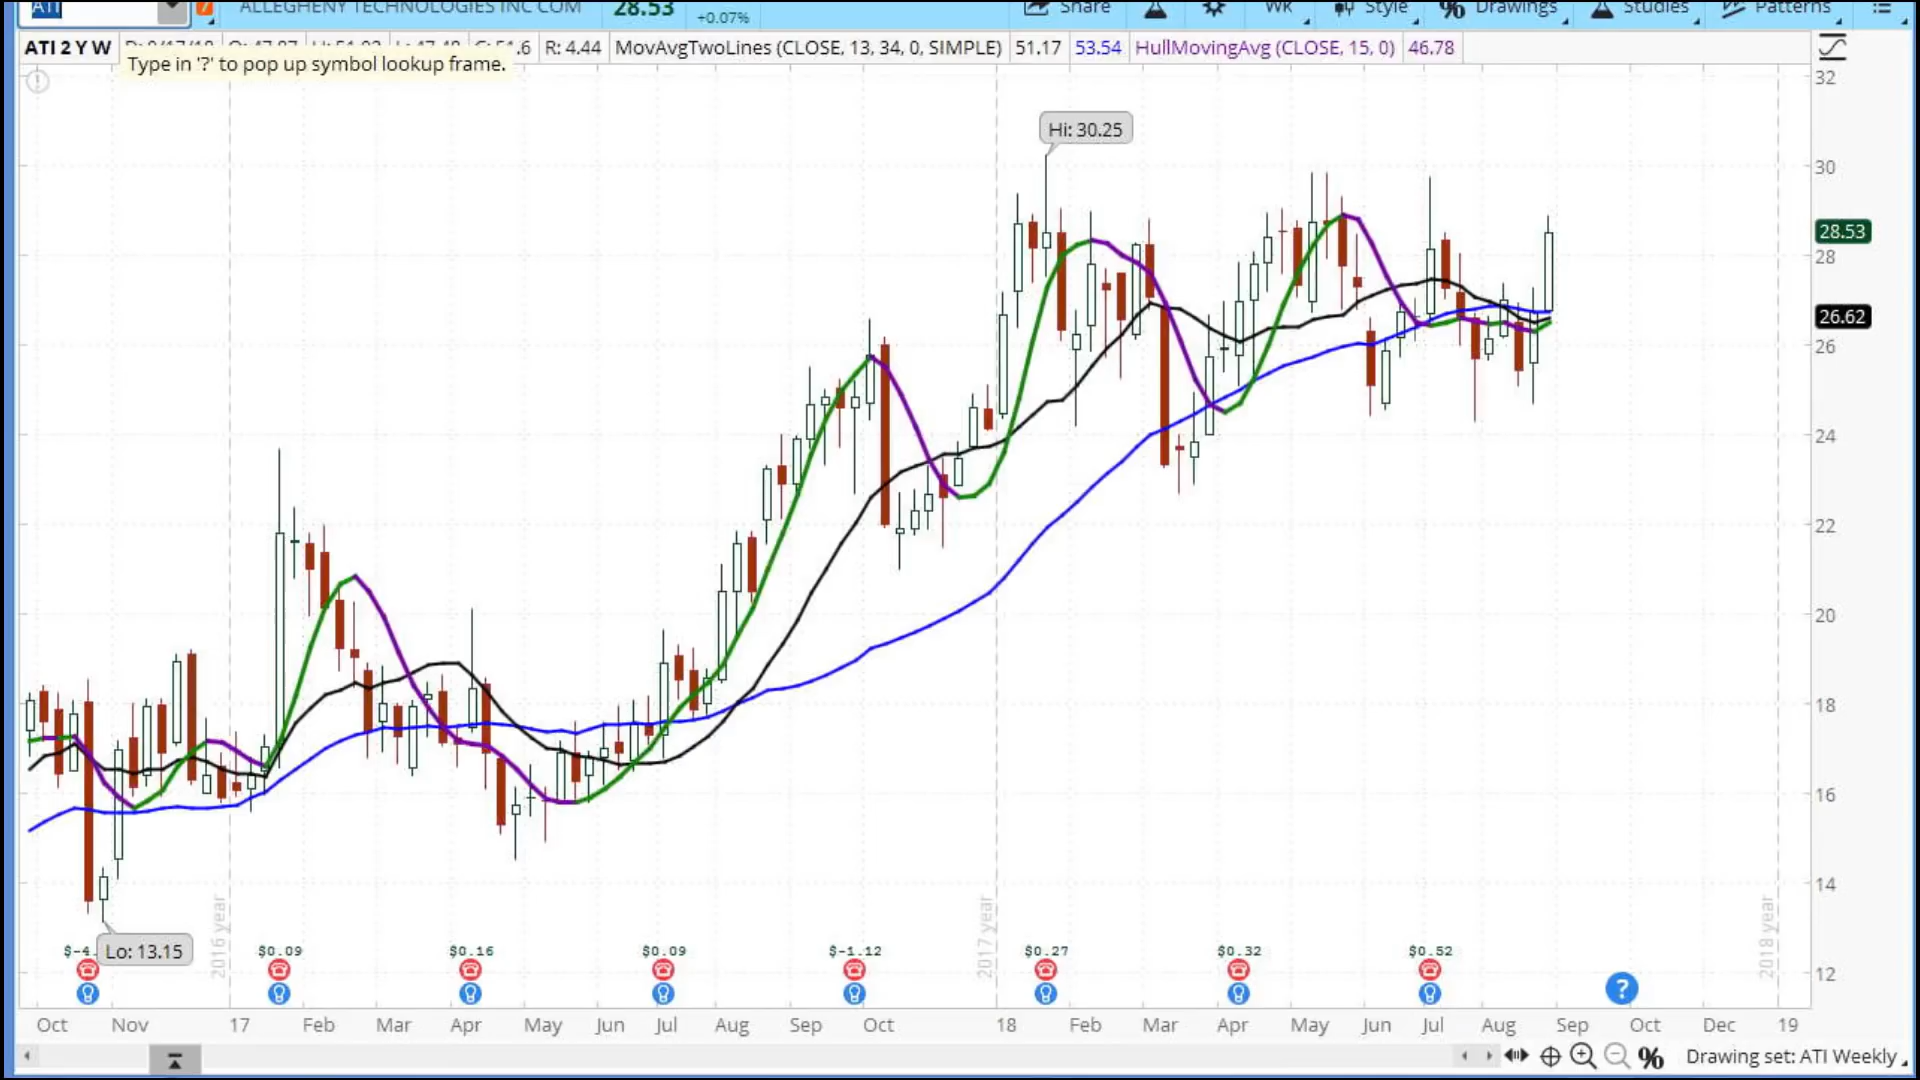 ATI ALLEGHENY TECHNOLOGIES INC COM 28.53 +0.07% Share Wk Style Drawings Studies Patterns
ATI 2 Y W R: 4.44 MovAvgTwoLines (CLOSE, 13, 34, 0, SIMPLE) 51.17 53.54 HullMovingAvg (CLOSE, 15, 0) 46.78
Type in '?' to pop up symbol lookup frame.
32
Hi: 30.25
30
28.53
28
26.62
26
24
22
20
18
16
14
2016 year
2017 year
2018 year
$-4. Lo: 13.15 $0.09 $0.16 $0.09 $-1.12 $0.27 $0.32 $0.52
12
?
Oct Nov 17 Feb Mar Apr May Jun Jul Aug Sep Oct 18 Feb Mar Apr May Jun Jul Aug Sep Oct Dec 19
% Drawing set: ATI Weekly